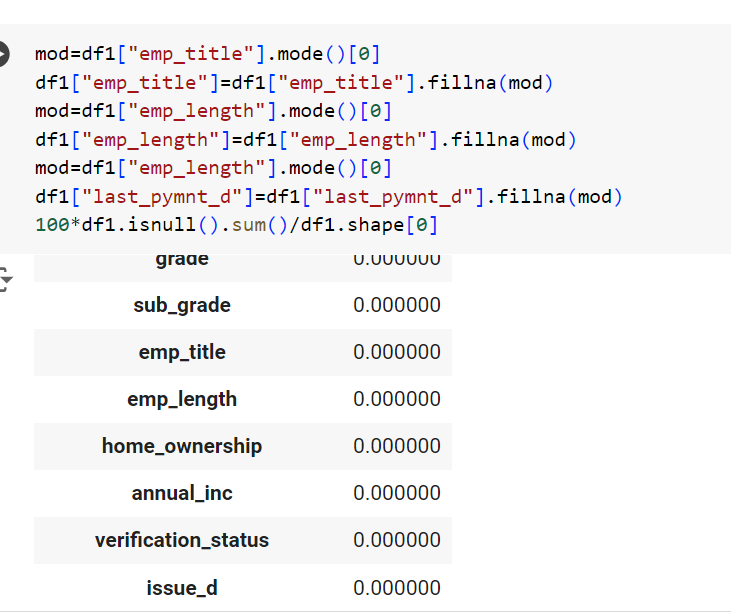 mod=df1["emp_title"].mode()[0]
df1["emp_title"]=df1["emp_title"].fillna(mod)
mod=df1["emp_length"].mode()[0]
df1["emp_length"]=df1["emp_length"].fillna(mod)
mod=df1["emp_length"].mode()[0]
df1["last_pymnt_d"]=df1["last_pymnt_d"].fillna(mod)
100*df1.isnull().sum()/df1.shape[0]
grade 0.000000
sub_grade 0.000000
emp_title 0.000000
emp_length 0.000000
home_ownership 0.000000
annual_inc 0.000000
verification_status 0.000000
issue_d 0.000000